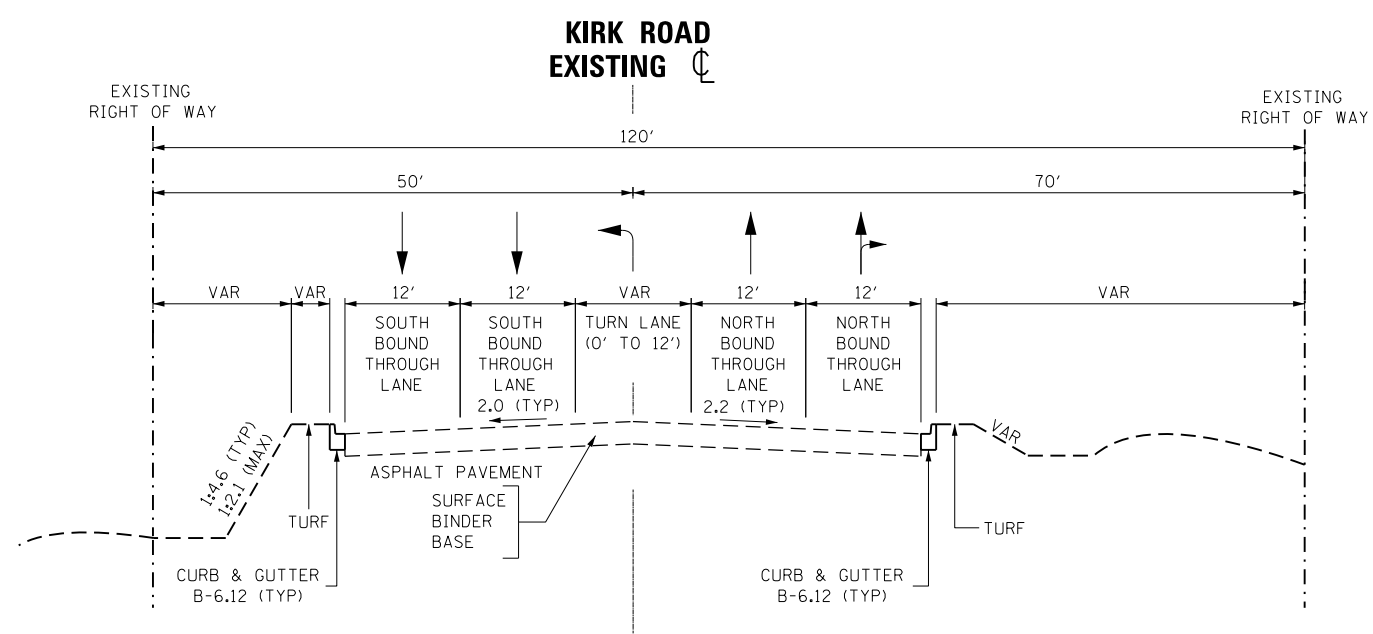 KIRK ROAD
EXISTING ℄
EXISTING
RIGHT OF WAY
EXISTING
RIGHT OF WAY
120'
50'
70'
VAR
VAR
12'
12'
VAR
12'
12'
VAR
SOUTH
BOUND
THROUGH
LANE
SOUTH
BOUND
THROUGH
LANE
2.0 (TYP)
TURN LANE
(0' TO 12')
NORTH
BOUND
THROUGH
LANE
2.2 (TYP)
NORTH
BOUND
THROUGH
LANE
1:4.6 (TYP)
1:2.1 (MAX)
VAR
ASPHALT PAVEMENT
SURFACE
BINDER
BASE
TURF
TURF
CURB & GUTTER
B-6.12 (TYP)
CURB & GUTTER
B-6.12 (TYP)